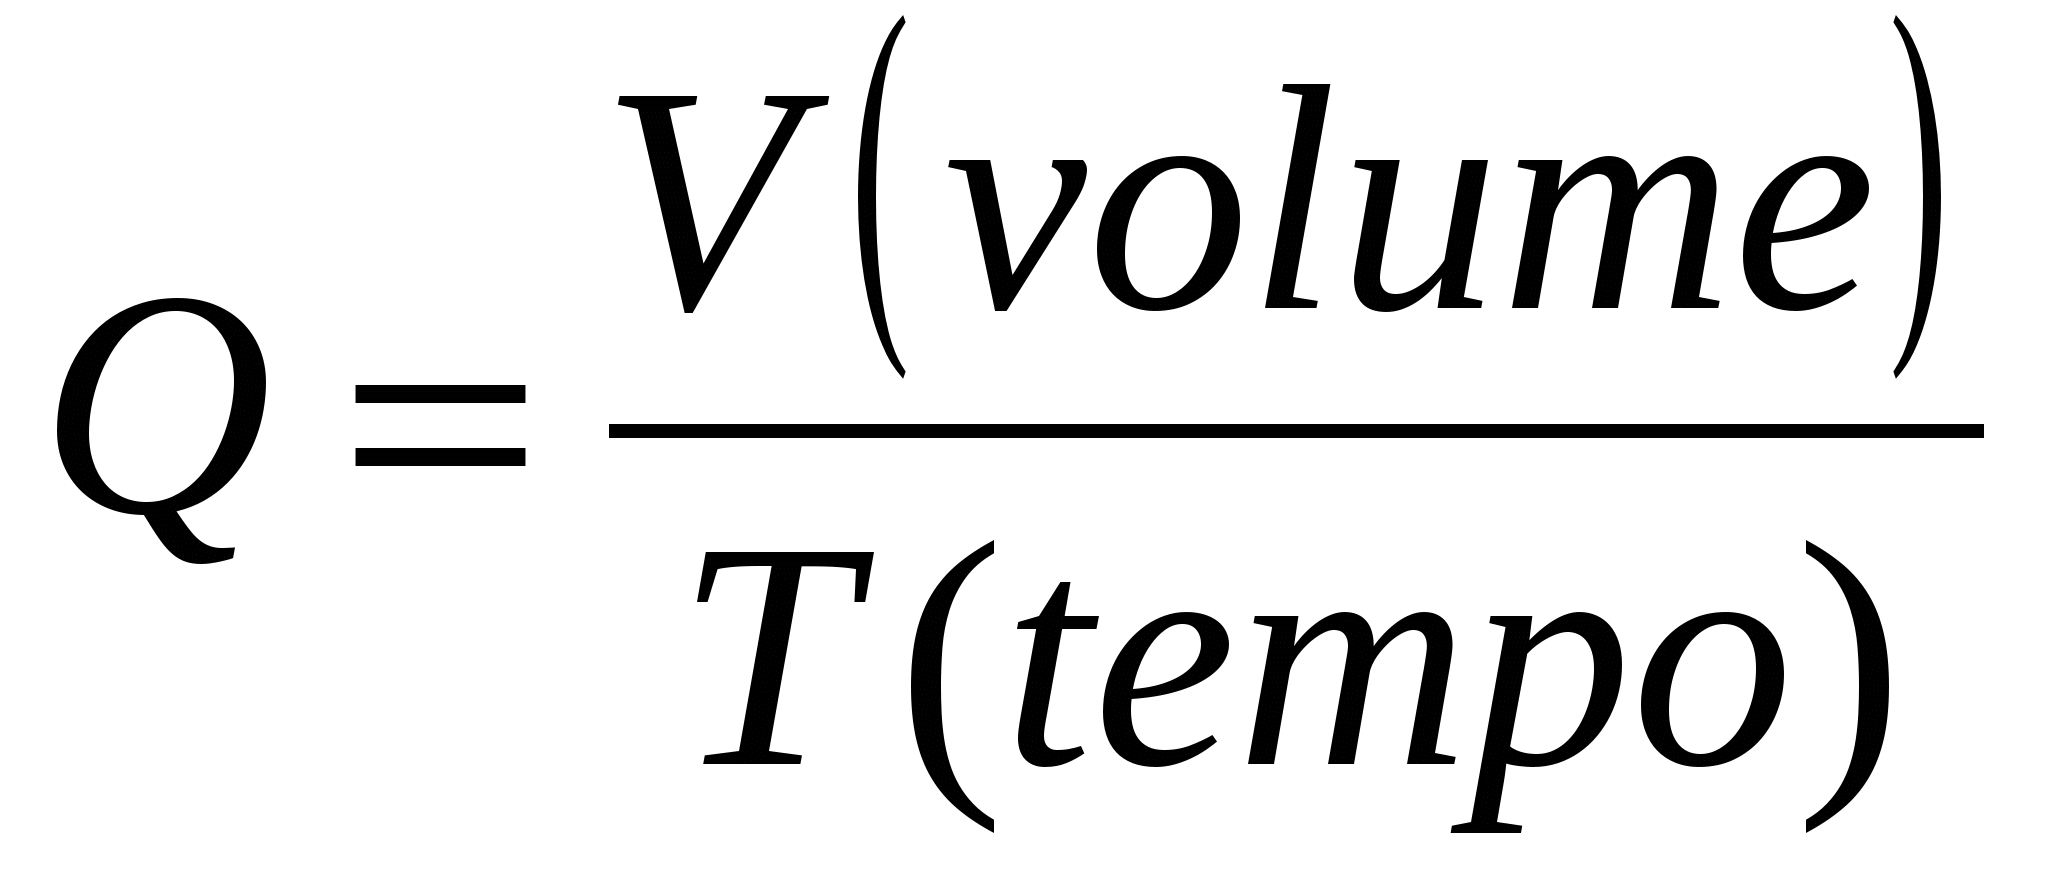 Q = V(volume)
T(tempo)